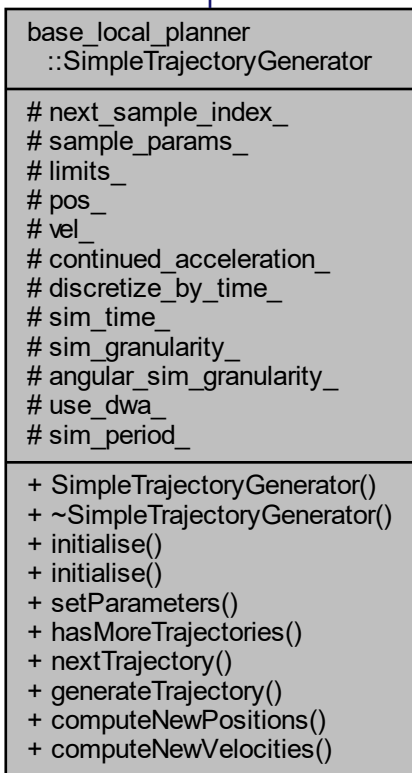 base_local_planner
::SimpleTrajectoryGenerator
# next_sample_index_
# sample_params_
# limits_
# pos_
# vel_
# continued_acceleration_
# discretize_by_time_
# sim_time_
# sim_granularity_
# angular_sim_granularity_
# use_dwa_
# sim_period_
+ SimpleTrajectoryGenerator()
+ ~SimpleTrajectoryGenerator()
+ initialise()
+ initialise()
+ setParameters()
+ hasMoreTrajectories()
+ nextTrajectory()
+ generateTrajectory()
+ computeNewPositions()
+ computeNewVelocities()